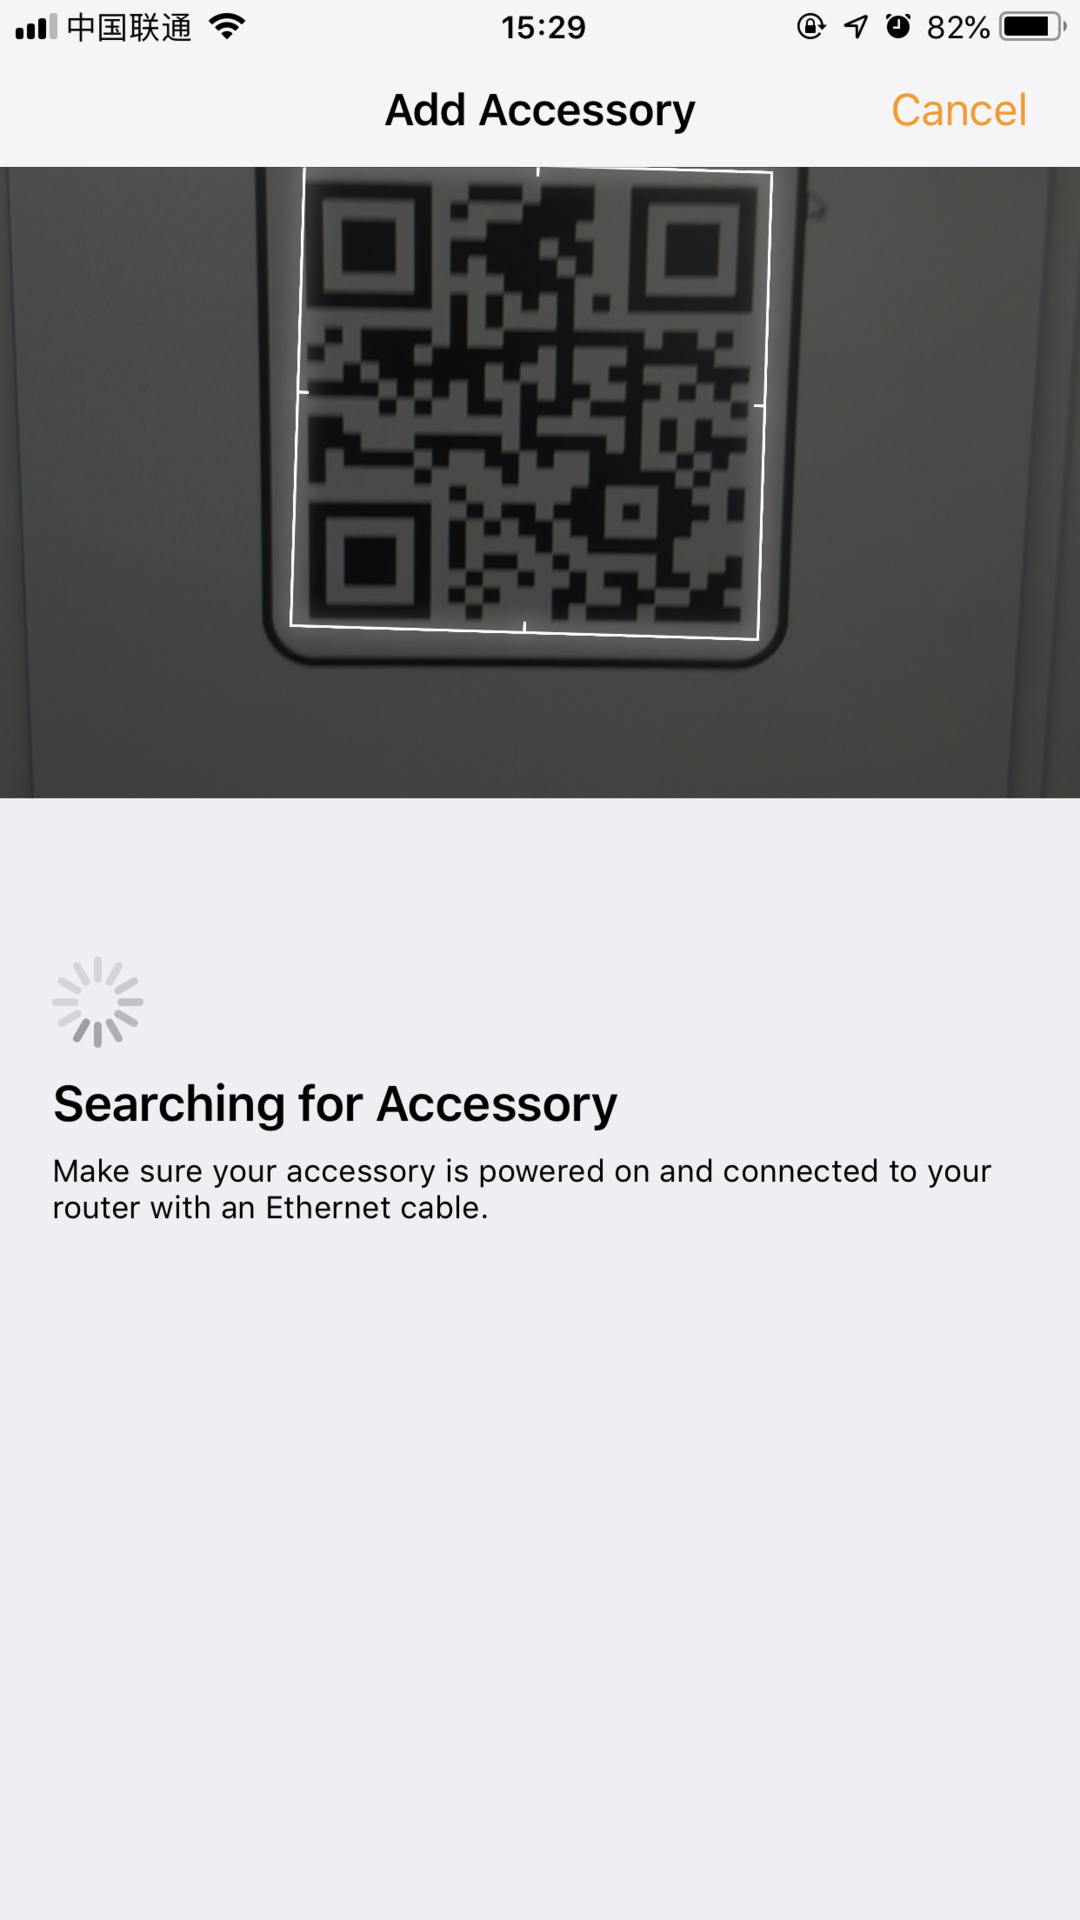 中国联通
15:29
82%
Add Accessory
Cancel
Searching for Accessory
Make sure your accessory is powered on and connected to your
router with an Ethernet cable.